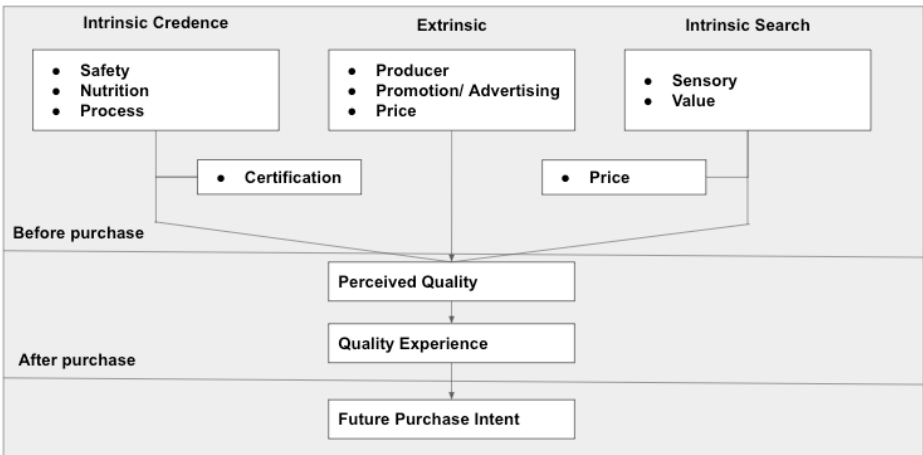 Intrinsic Credence
Extrinsic
Intrinsic Search
● Safety
● Nutrition
● Process
● Producer
● Promotion/ Advertising
● Price
● Sensory
● Value
● Certification
● Price
Before purchase
Perceived Quality
Quality Experience
After purchase
Future Purchase Intent